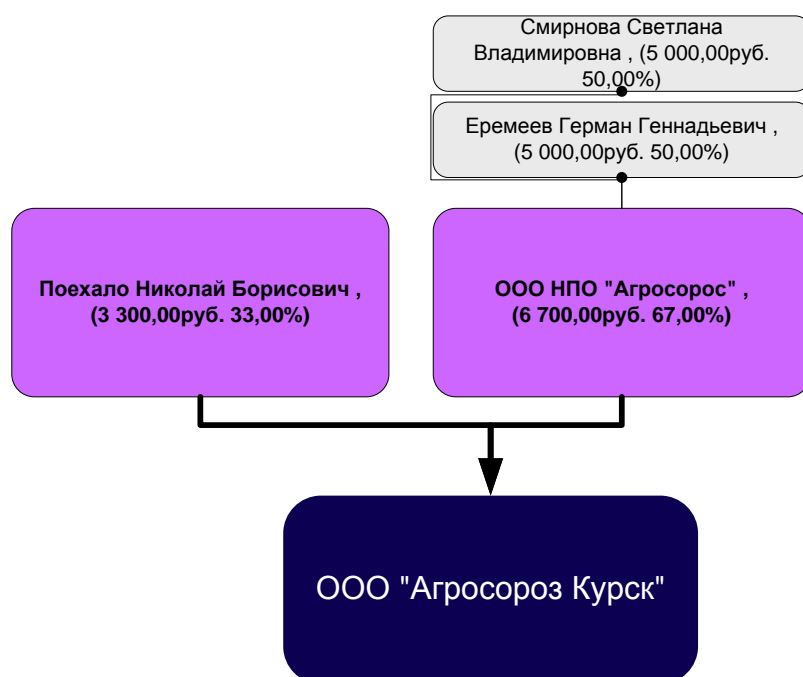 Смирнова Светлана
Владимировна , (5 000,00руб.
50,00%)
Еремеев Герман Геннадьевич ,
(5 000,00руб. 50,00%)
Поехало Николай Борисович ,
(3 300,00руб. 33,00%)
ООО НПО "Агросорос" ,
(6 700,00руб. 67,00%)
ООО "Агросороз Курск"